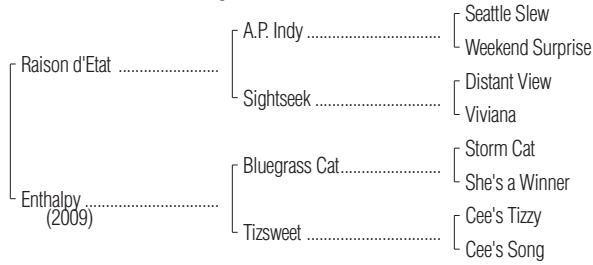 Seattle Slew
A.P. Indy ................................
Weekend Surprise
Raison d'Etat ........................
Distant View
Sightseek ..............................
Viviana
Storm Cat
Bluegrass Cat........................
She's a Winner
Enthalpy ................................
(2009)
Cee's Tizzy
Tizsweet ................................
Cee's Song